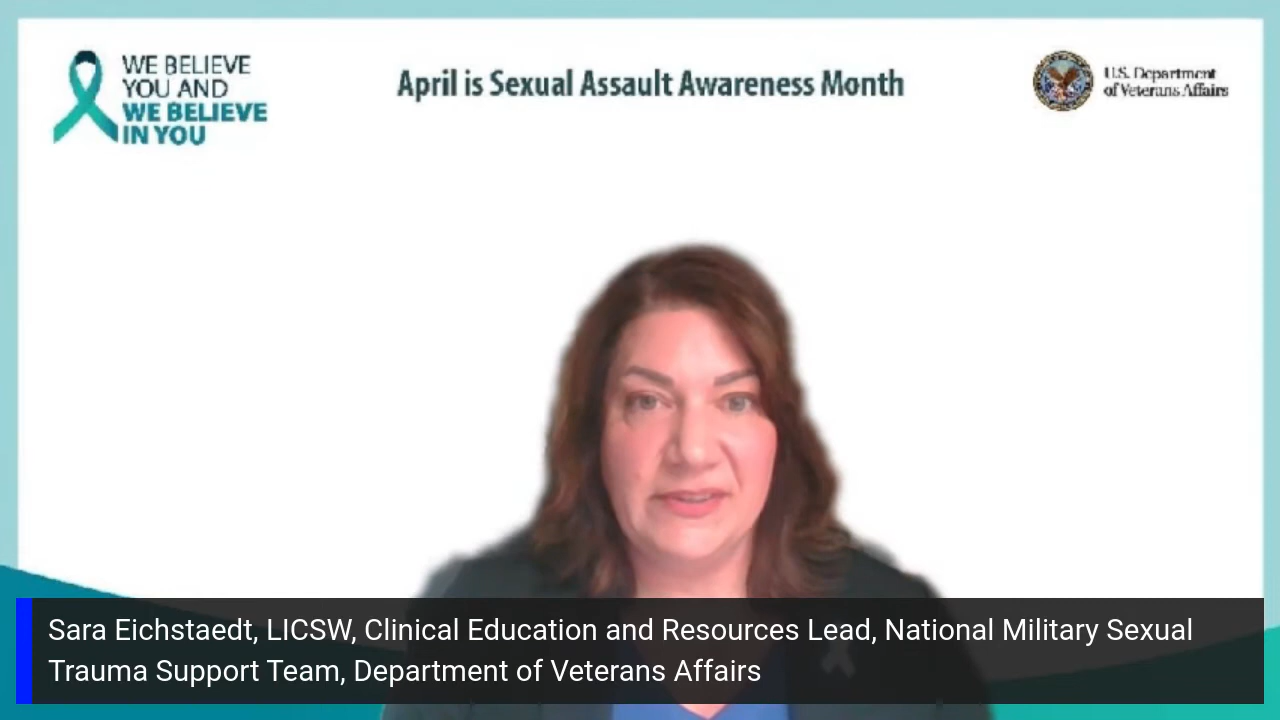 WE BELIEVE
YOU AND
WE BELIEVE
IN YOU
April is Sexual Assault Awareness Month
U.S. Department
of Veterans Affairs
Sara Eichstaedt, LICSW, Clinical Education and Resources Lead, National Military Sexual
Trauma Support Team, Department of Veterans Affairs